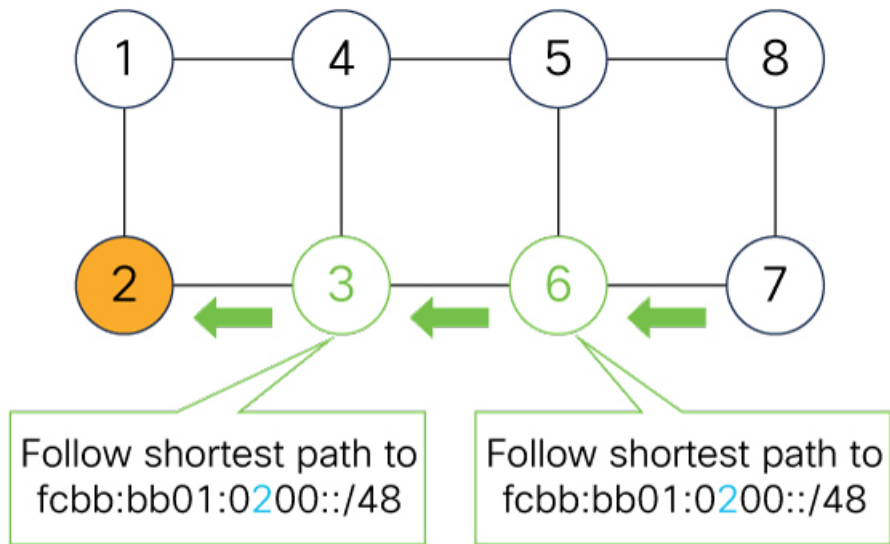 1 4 5 8
2 3 6 7
Follow shortest path to
fcbb:bb01:0200::/48
Follow shortest path to
fcbb:bb01:0200::/48